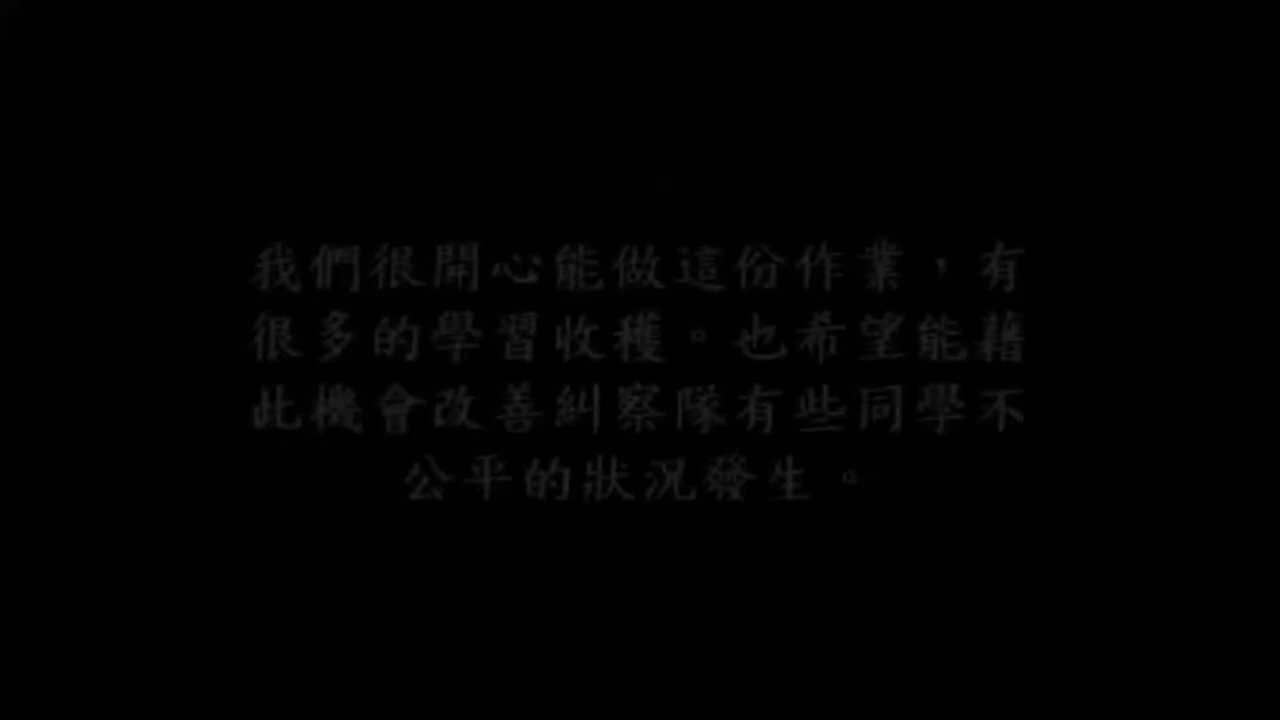 我們很開心能做這份作業，有
很多的學習收穫。也希望能藉
此機會改善糾察隊有些同學不
公平的狀況發生。